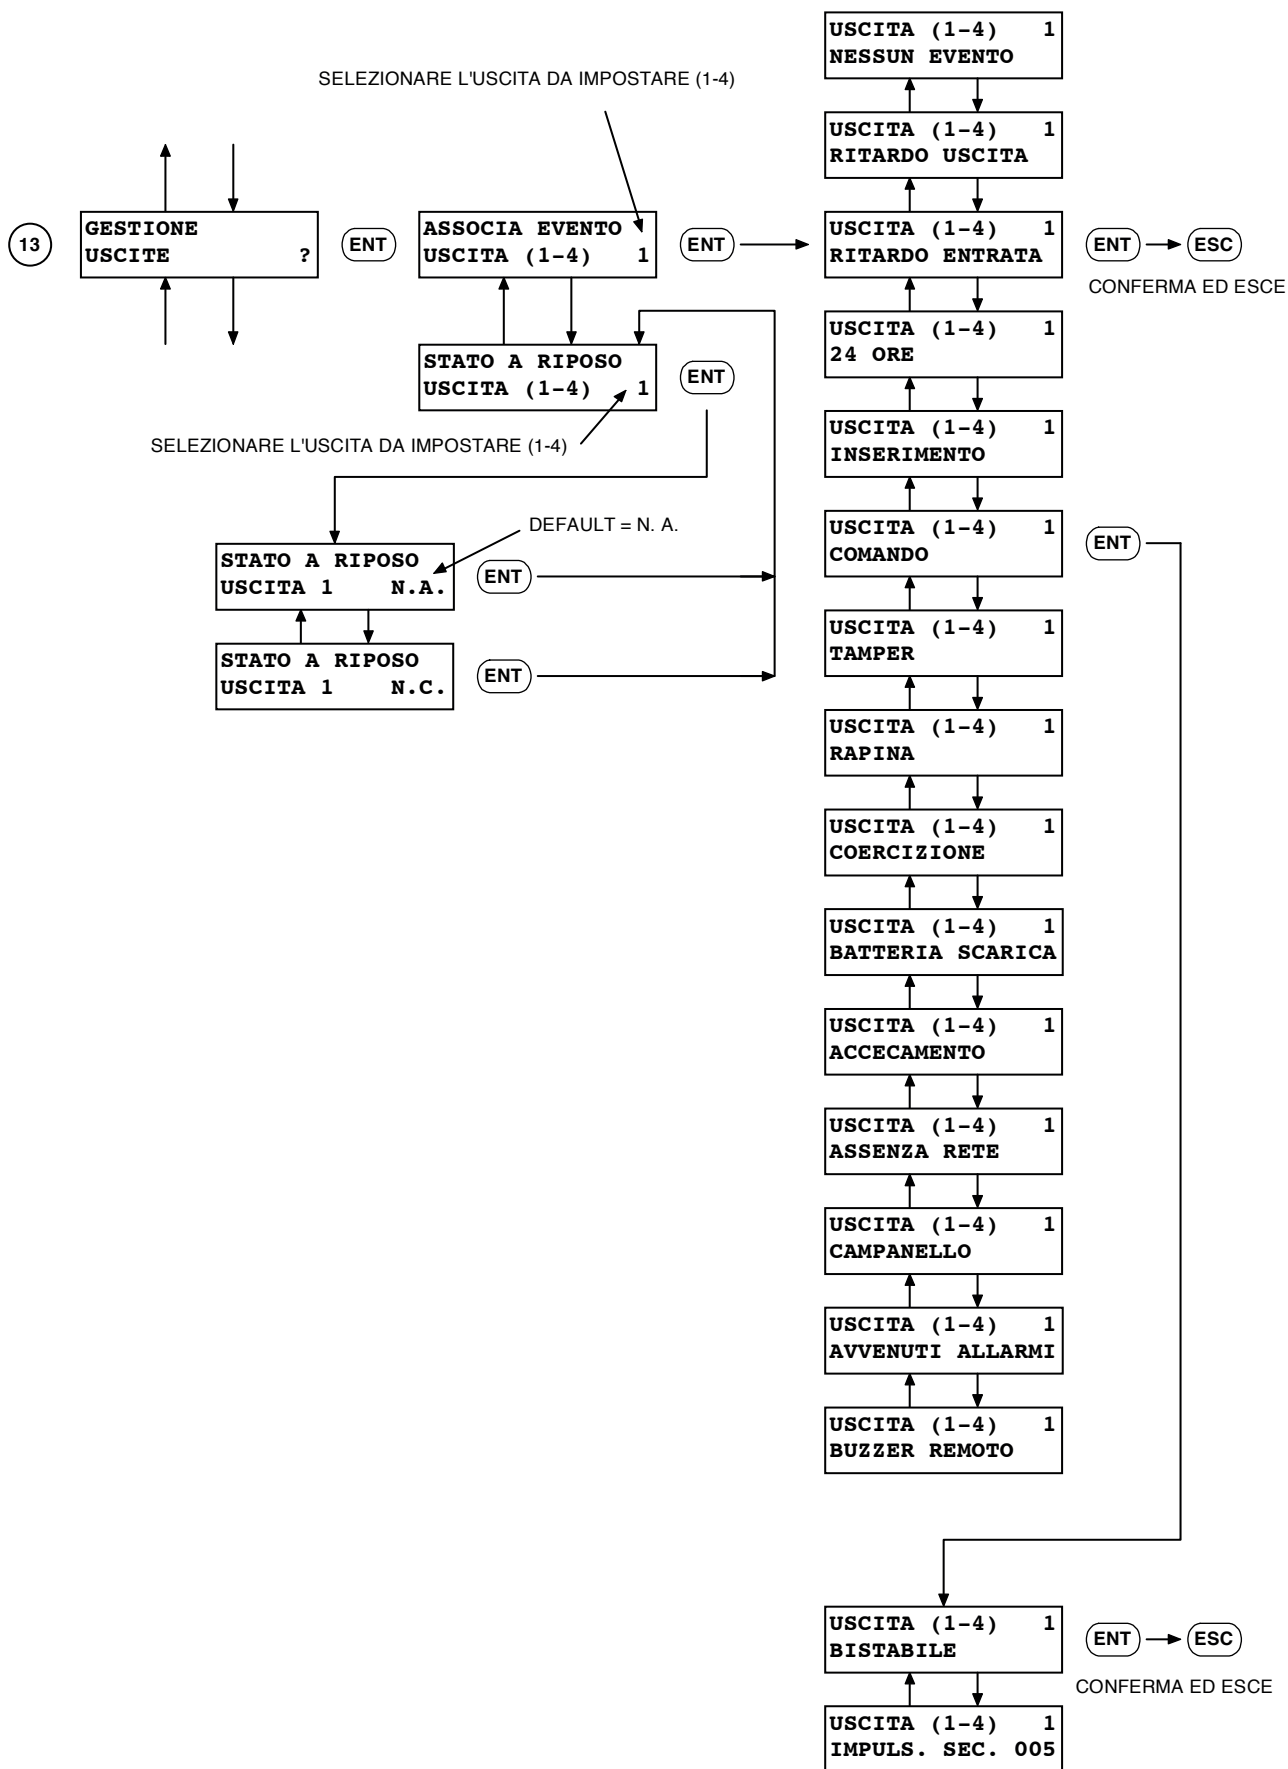 SELEZIONARE L'USCITA DA IMPOSTARE (1-4)
13
GESTIONE
USCITE ?
ENT
ASSOCIA EVENTO
USCITA (1-4) 1
ENT
STATO A RIPOSO
USCITA (1-4) 1
ENT
SELEZIONARE L'USCITA DA IMPOSTARE (1-4)
DEFAULT = N. A.
STATO A RIPOSO
USCITA 1 N.A.
ENT
STATO A RIPOSO
USCITA 1 N.C.
ENT
USCITA (1-4) 1
NESSUN EVENTO
USCITA (1-4) 1
RITARDO USCITA
USCITA (1-4) 1
RITARDO ENTRATA
ENT ESC
CONFERMA ED ESCE
USCITA (1-4) 1
24 ORE
USCITA (1-4) 1
INSERIMENTO
USCITA (1-4) 1
COMANDO
ENT
USCITA (1-4) 1
TAMPER
USCITA (1-4) 1
RAPINA
USCITA (1-4) 1
COERCIZIONE
USCITA (1-4) 1
BATTERIA SCARICA
USCITA (1-4) 1
ACCECAMENTO
USCITA (1-4) 1
ASSENZA RETE
USCITA (1-4) 1
CAMPANELLO
USCITA (1-4) 1
AVVENUTI ALLARMI
USCITA (1-4) 1
BUZZER REMOTO
USCITA (1-4) 1
BISTABILE
ENT ESC
CONFERMA ED ESCE
USCITA (1-4) 1
IMPULS. SEC. 005